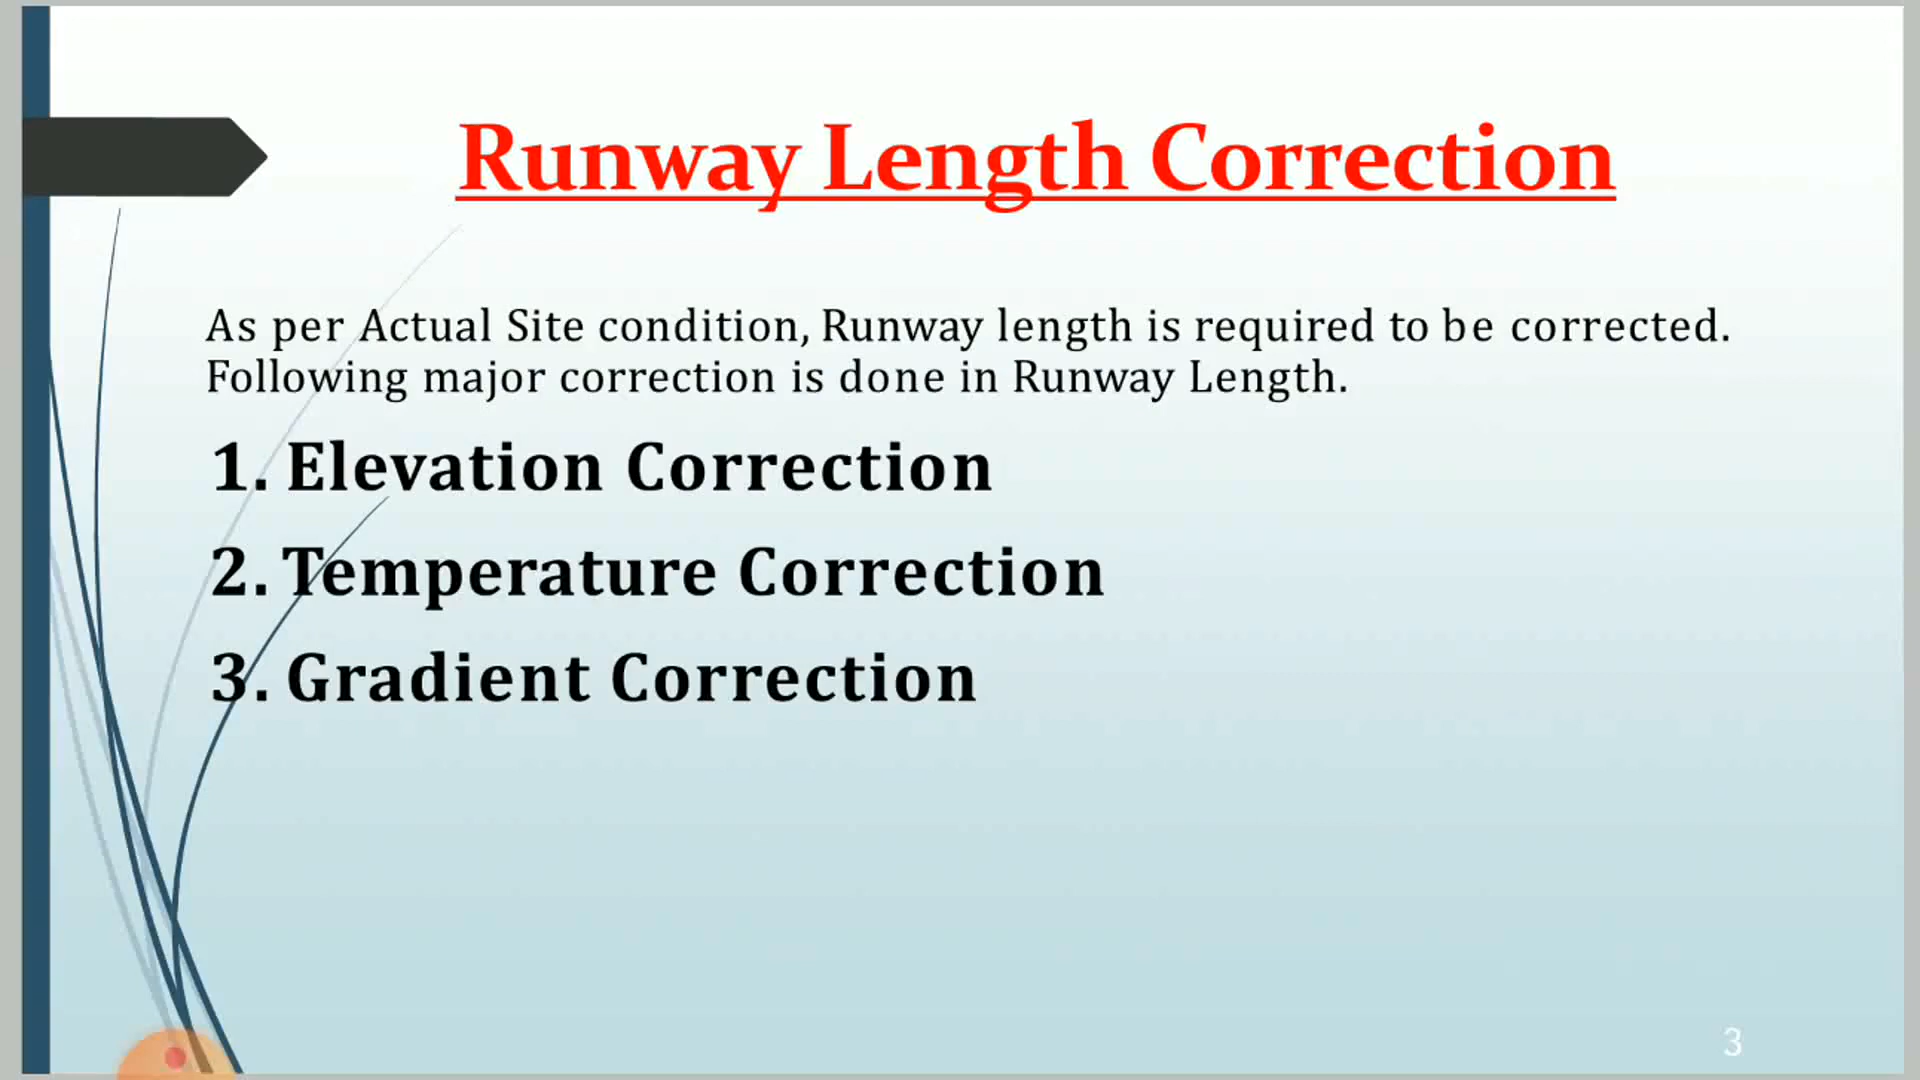 Runway Length Correction
As per Actual Site condition, Runway length is required to be corrected.
Following major correction is done in Runway Length.
1. Elevation Correction
2. Temperature Correction
3. Gradient Correction
3